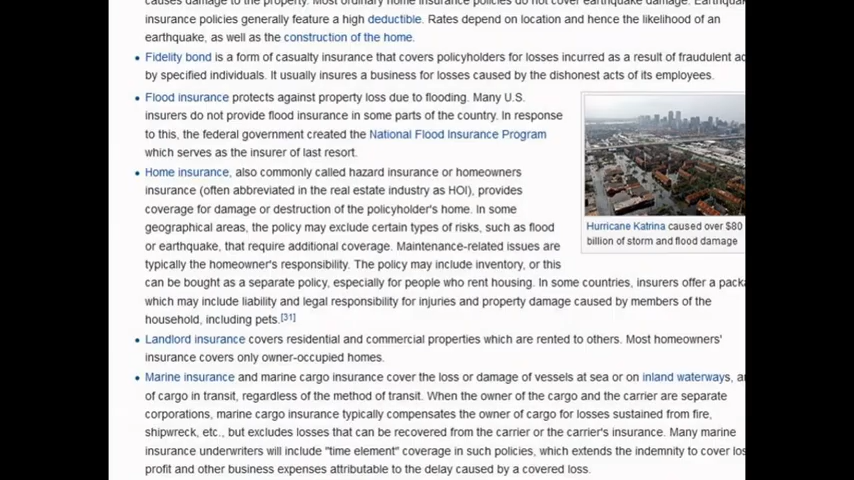 causes damage to the property. Most ordinary home insurance policies do not cover earthquake damage. Earthquake
insurance policies generally feature a high deductible. Rates depend on location and hence the likelihood of an
earthquake, as well as the construction of the home.
Fidelity bond is a form of casualty insurance that covers policyholders for losses incurred as a result of fraudulent
by specified individuals. It usually insures a business for losses caused by the dishonest acts of its employees.
Flood insurance protects against property loss due to flooding. Many U.S.
insurers do not provide flood insurance in some parts of the country. In response
to this, the federal government created the National Flood Insurance Program
which serves as the insurer of last resort.
Hurricane Katrina caused over $80
billion of storm and flood damage
Home insurance, also commonly called hazard insurance or homeowners
insurance (often abbreviated in the real estate industry as HOI), provides
coverage for damage or destruction of the policyholder's home. In some
geographical areas, the policy may exclude certain types of risks, such as flood
or earthquake, that require additional coverage. Maintenance-related issues are
typically the homeowner's responsibility. The policy may include inventory, or this
can be bought as a separate policy, especially for people who rent housing. In some countries, insurers offer a
which may include liability and legal responsibility for injuries and property damage caused by members of the
household, including pets.[31]
Landlord insurance covers residential and commercial properties which are rented to others. Most homeowners'
insurance covers only owner-occupied homes.
Marine insurance and marine cargo insurance cover the loss or damage of vessels at sea or on inland waterways,
of cargo in transit, regardless of the method of transit. When the owner of the cargo and the carrier are separate
corporations, marine cargo insurance typically compensates the owner of cargo for losses sustained from fire,
shipwreck, etc., but excludes losses that can be recovered from the carrier or the carrier's insurance. Many marine
insurance underwriters will include "time element" coverage in such policies, which extends the indemnity to cover
profit and other business expenses attributable to the delay caused by a covered loss.